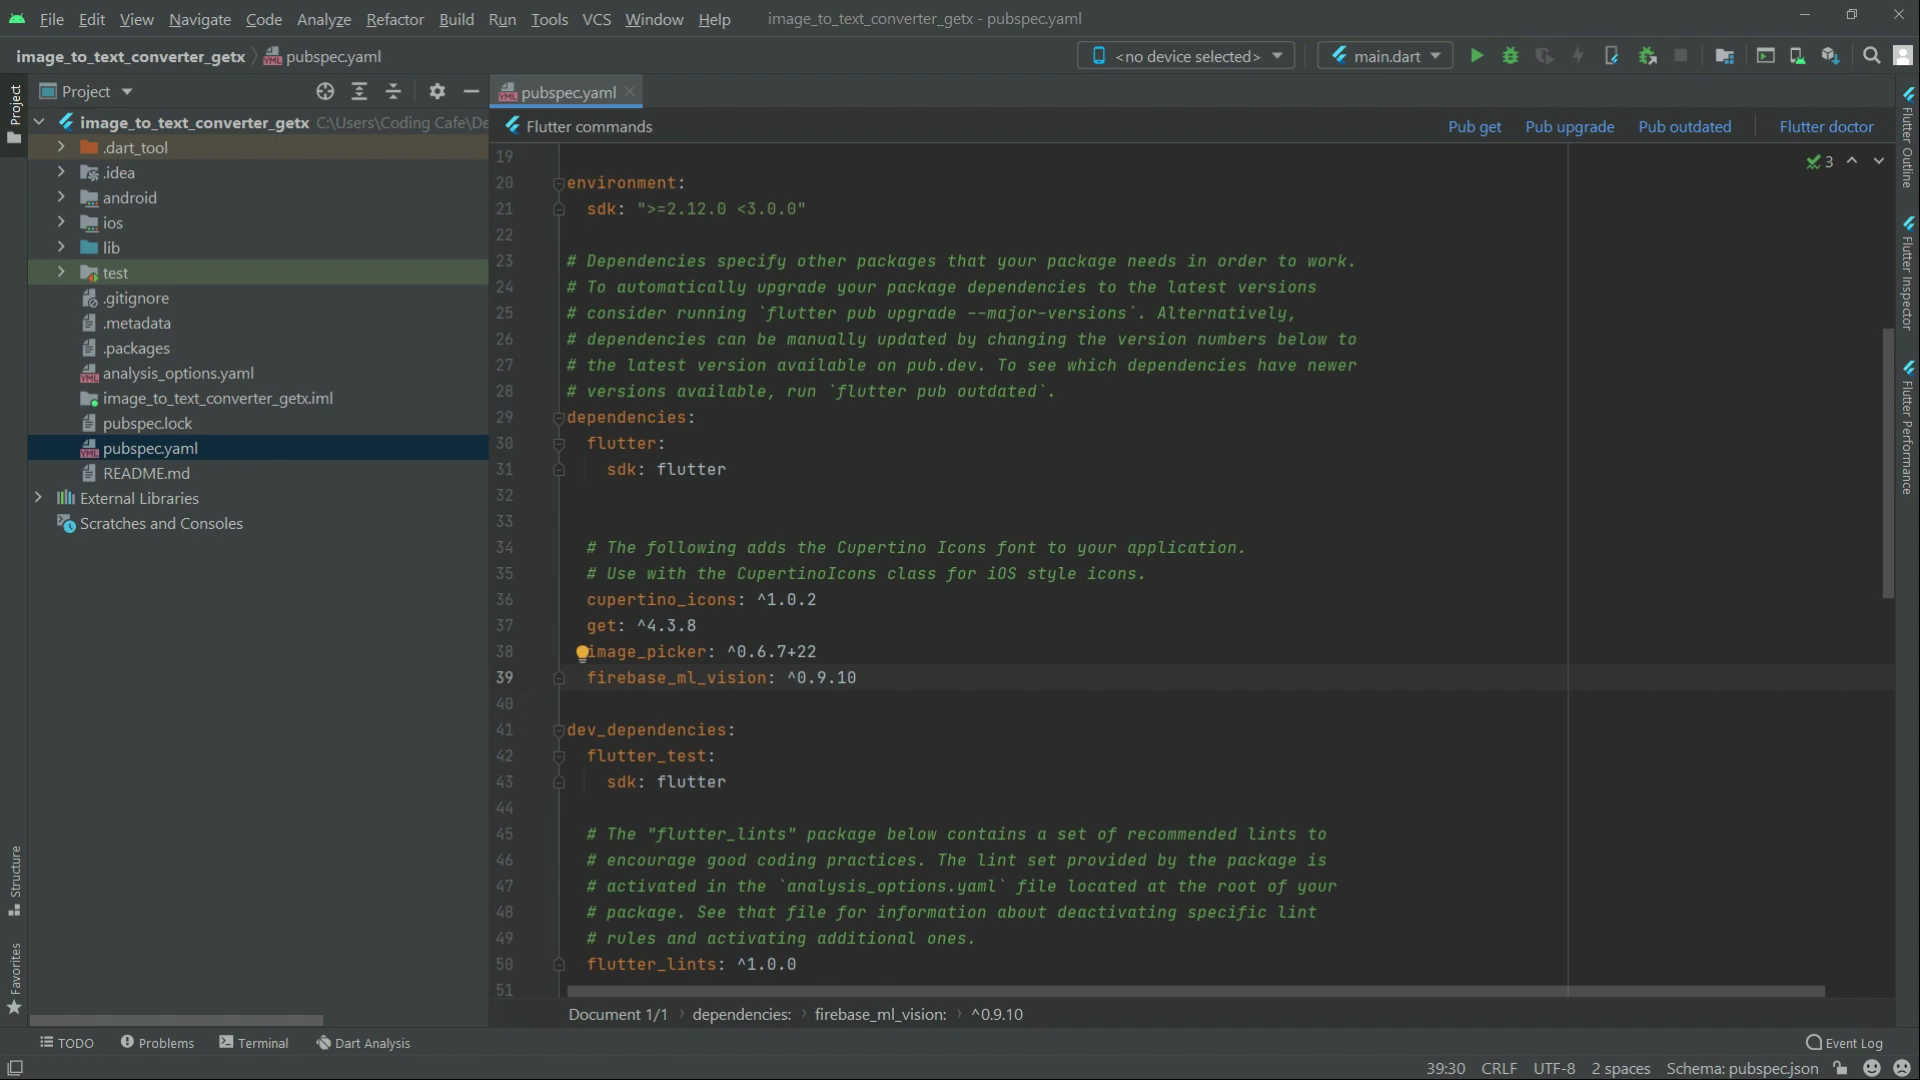 File Edit View Navigate Code Analyze Refactor Build Run Tools VCS Window Help image_to_text_converter_getx - pubspec.yaml
image_to_text_converter_getx pubspec.yaml <no device selected> main.dart
Project
pubspec.yaml
image_to_text_converter_getx C:\Users\Coding Cafe\De
Flutter commands Pub get Pub upgrade Pub outdated Flutter doctor
.dart_tool
.idea
android
ios
lib
test
.gitignore
.metadata
.packages
analysis_options.yaml
image_to_text_converter_getx.iml
pubspec.lock
pubspec.yaml
README.md
External Libraries
Scratches and Consoles
Project
Structure
Favorites
3
19
20 environment:
21 sdk: ">=2.12.0 <3.0.0"
22
23 # Dependencies specify other packages that your package needs in order to work.
24 # To automatically upgrade your package dependencies to the latest versions
25 # consider running `flutter pub upgrade --major-versions`. Alternatively,
26 # dependencies can be manually updated by changing the version numbers below to
27 # the latest version available on pub.dev. To see which dependencies have newer
28 # versions available, run `flutter pub outdated`.
29 dependencies:
30 flutter:
31 sdk: flutter
32
33
34 # The following adds the Cupertino Icons font to your application.
35 # Use with the CupertinoIcons class for iOS style icons.
36 cupertino_icons: ^1.0.2
37 get: ^4.3.8
38 image_picker: ^0.6.7+22
39 firebase_ml_vision: ^0.9.10
40
41 dev_dependencies:
42 flutter_test:
43 sdk: flutter
44
45 # The "flutter_lints" package below contains a set of recommended lints to
46 # encourage good coding practices. The lint set provided by the package is
47 # activated in the `analysis_options.yaml` file located at the root of your
48 # package. See that file for information about deactivating specific lint
49 # rules and activating additional ones.
50 flutter_lints: ^1.0.0
51
Flutter Outline
Flutter Inspector
Flutter Performance
Document 1/1 dependencies: firebase_ml_vision: ^0.9.10
TODO Problems Terminal Dart Analysis Event Log
39:30 CRLF UTF-8 2 spaces Schema: pubspec.json